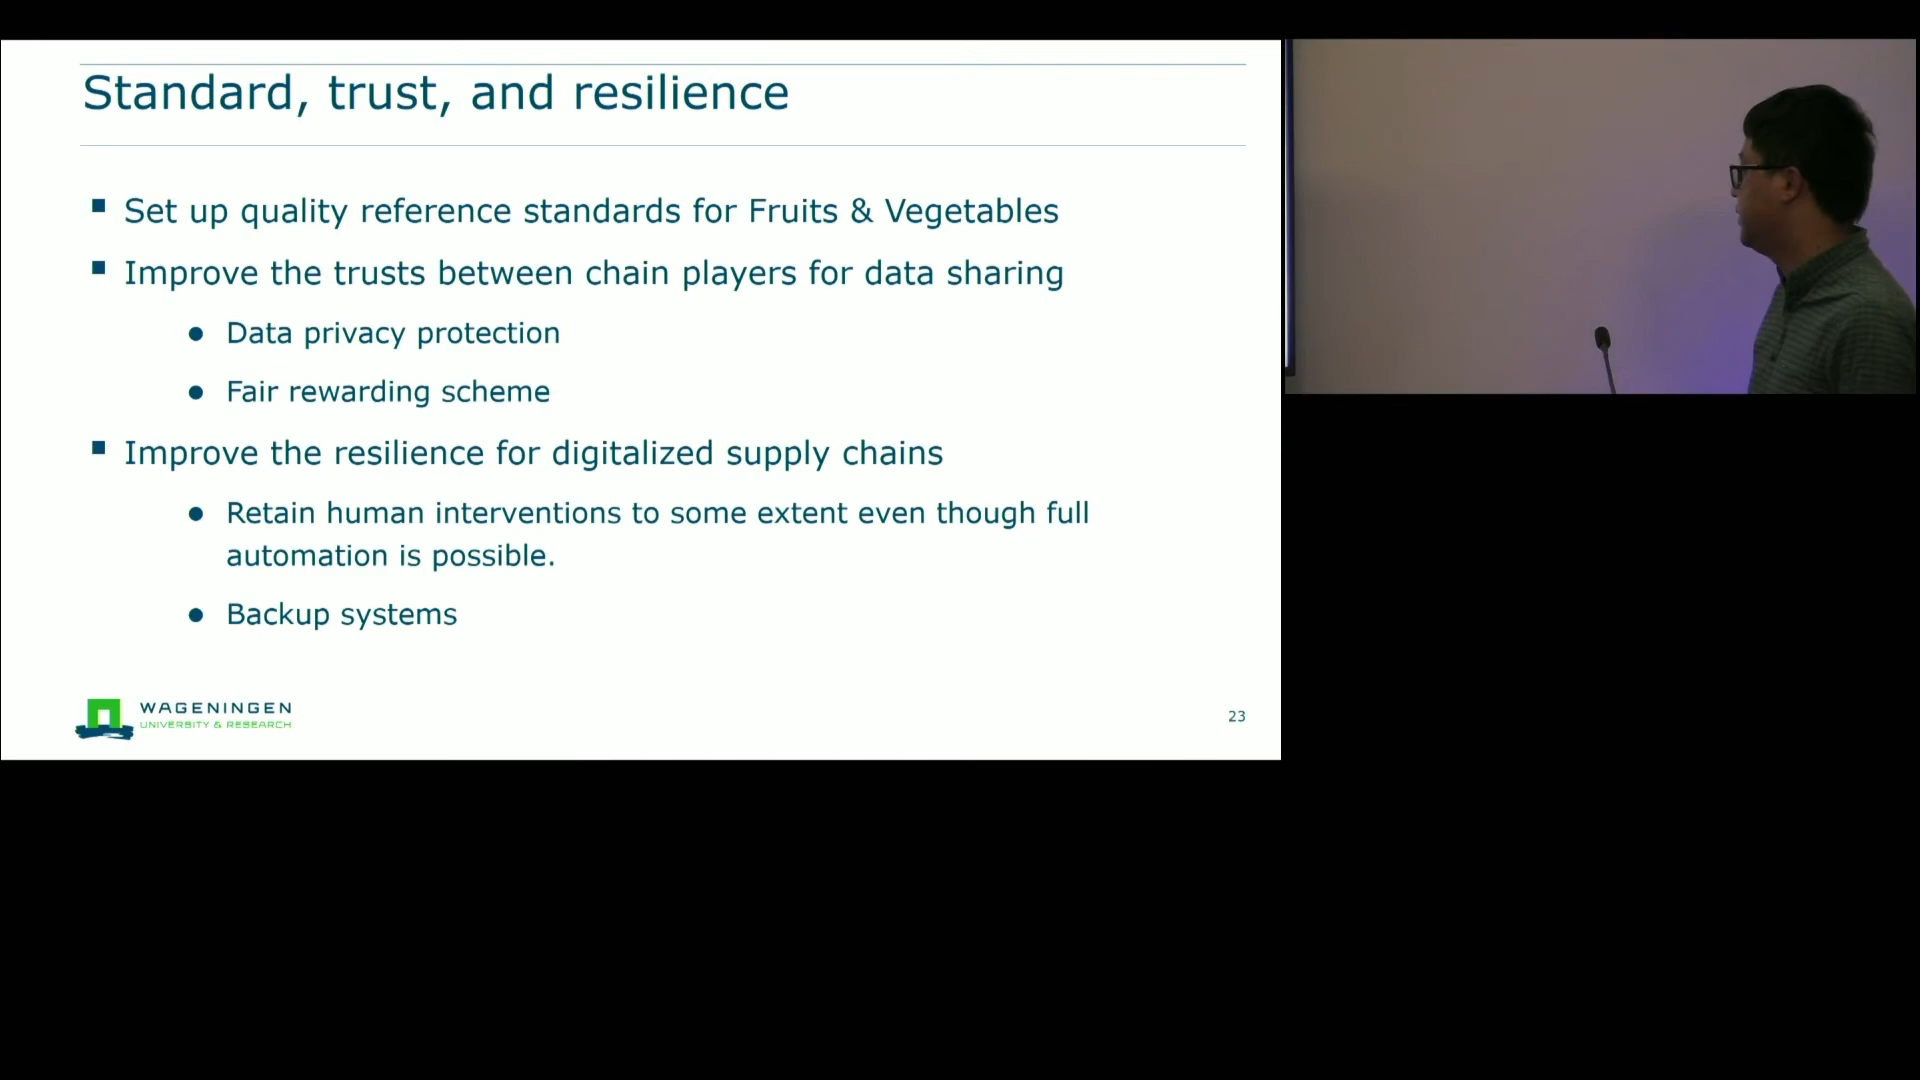 Standard, trust, and resilience
Set up quality reference standards for Fruits & Vegetables
Improve the trusts between chain players for data sharing
Data privacy protection
Fair rewarding scheme
Improve the resilience for digitalized supply chains
Retain human interventions to some extent even though full
automation is possible.
Backup systems
WAGENINGEN
UNIVERSITY & RESEARCH
23